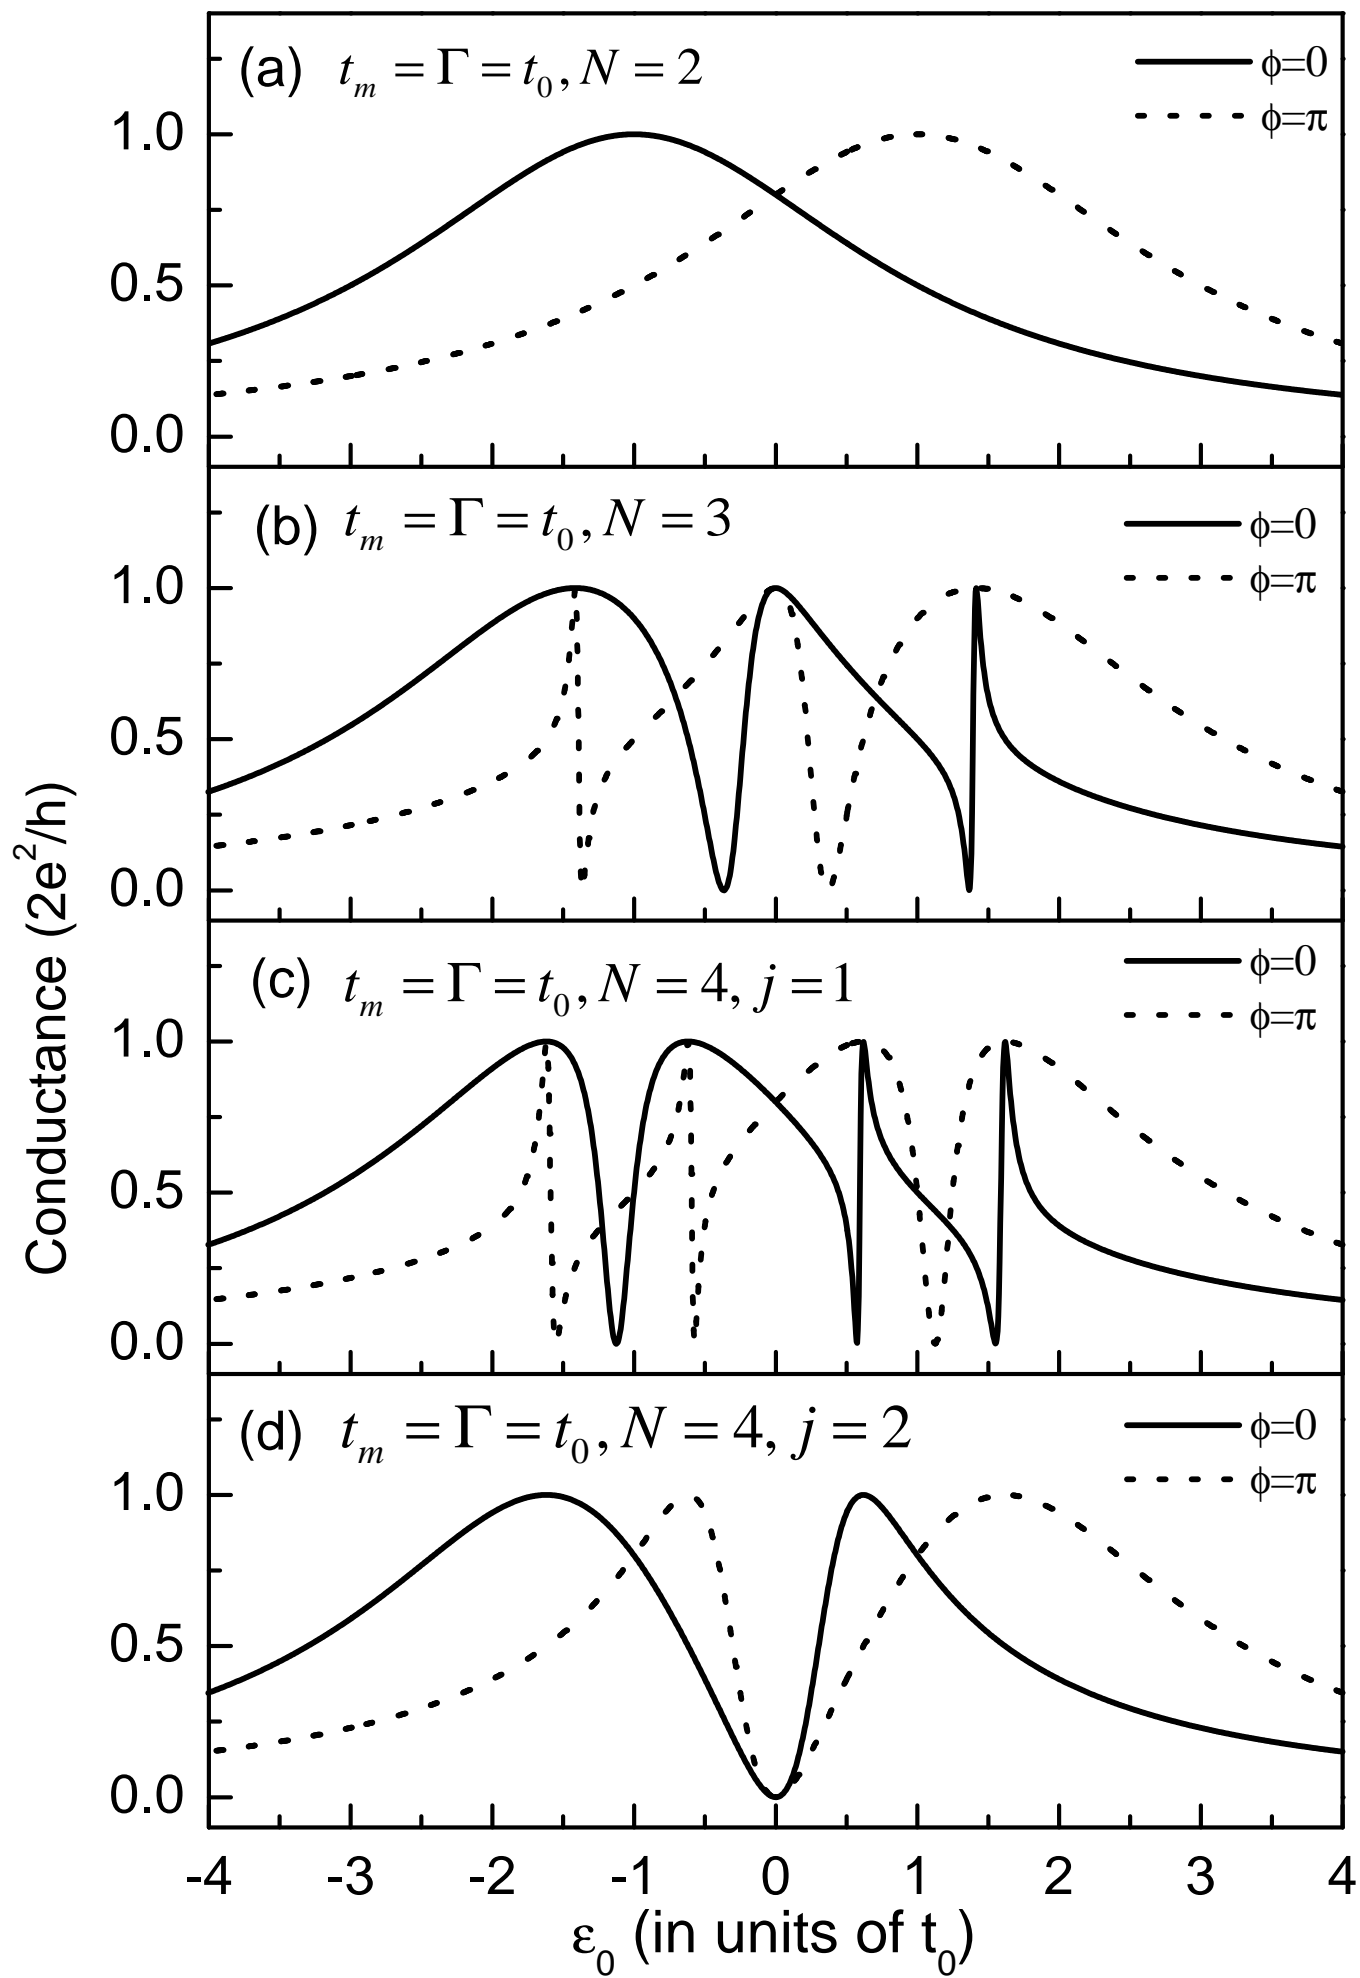 (a) t_m = Γ = t_0, N = 2
ϕ=0
ϕ=π
1.0
0.5
0.0
(b) t_m = Γ = t_0, N = 3
ϕ=0
ϕ=π
1.0
0.5
0.0
(c) t_m = Γ = t_0, N = 4, j = 1
ϕ=0
ϕ=π
1.0
0.5
0.0
(d) t_m = Γ = t_0, N = 4, j = 2
ϕ=0
ϕ=π
1.0
0.5
0.0
Conductance (2e²/h)
-4 -3 -2 -1 0 1 2 3 4
ε_0 (in units of t_0)